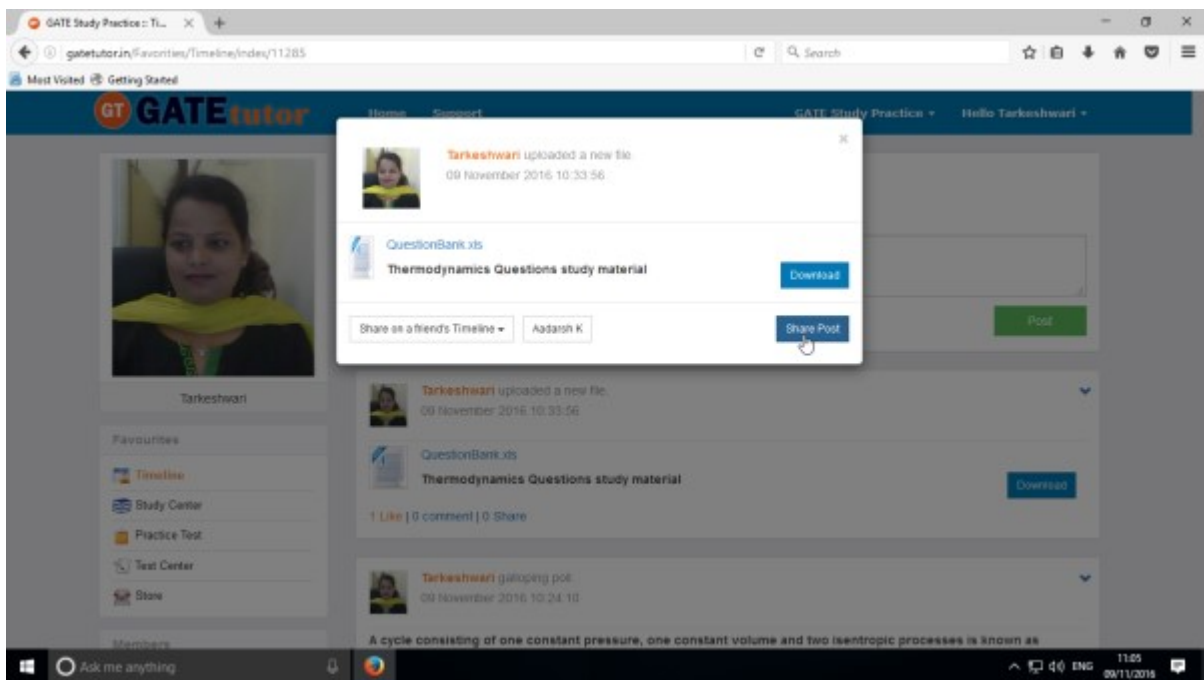 GATE Study Practice :: Ti...
gatetutor.in/Favorities/Timeline/Index/11285
Search
Most Visited
Getting Started
GT GATEtutor
Home Support GATE Study Practice Hello Tarkeshwari
Tarkeshwari uploaded a new file.
09 November 2016 10:33:56
QuestionBank.xls
Thermodynamics Questions study material
Download
Share on a friend's Timeline
Aadarsh K
Share Post
Post
Tarkeshwari
Favourites
Timeline
Study Center
Practice Test
Test Center
Store
Members
Tarkeshwari uploaded a new file.
09 November 2016 10:33:56
QuestionBank.xls
Thermodynamics Questions study material
Download
1 Like | 0 comment | 0 Share
Tarkeshwari galloping poll.
09 November 2016 10:24:10
A cycle consisting of one constant pressure, one constant volume and two isentropic processes is known as
Ask me anything
ENG
11:05
09/11/2016